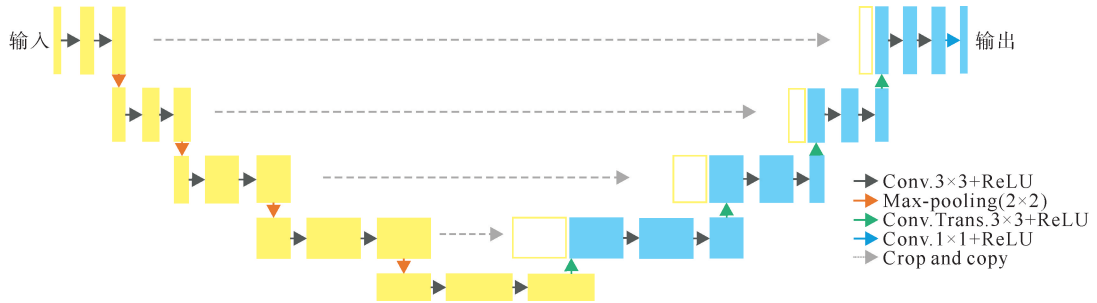 输入
输出
Conv.3×3+ReLU
Max-pooling(2×2)
Conv.Trans.3×3+ReLU
Conv.1×1+ReLU
Crop and copy